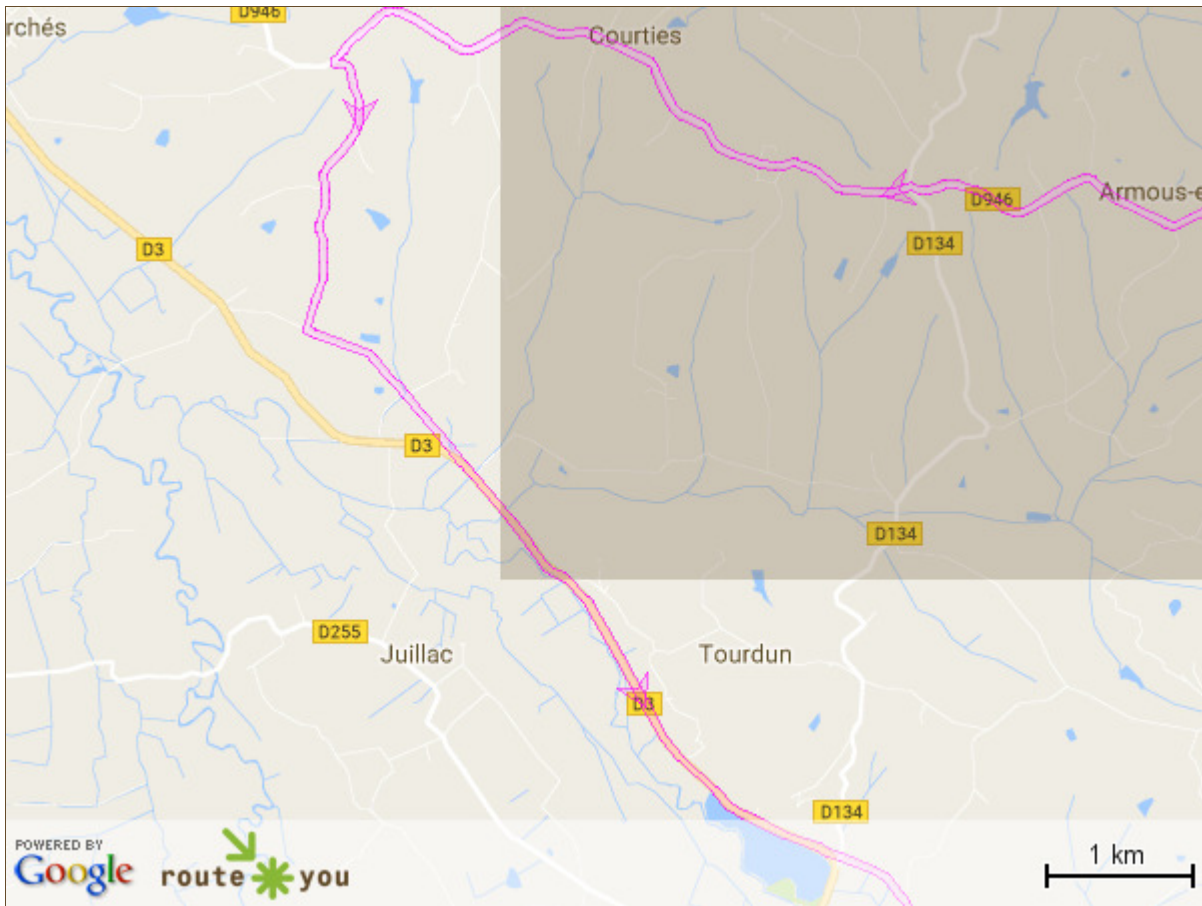 rchés
D946
Courties
Armous-e
D946
D3
D134
D3
D134
D255
Juillac
Tourdun
D3
D134
POWERED BY
Google
route you
1 km